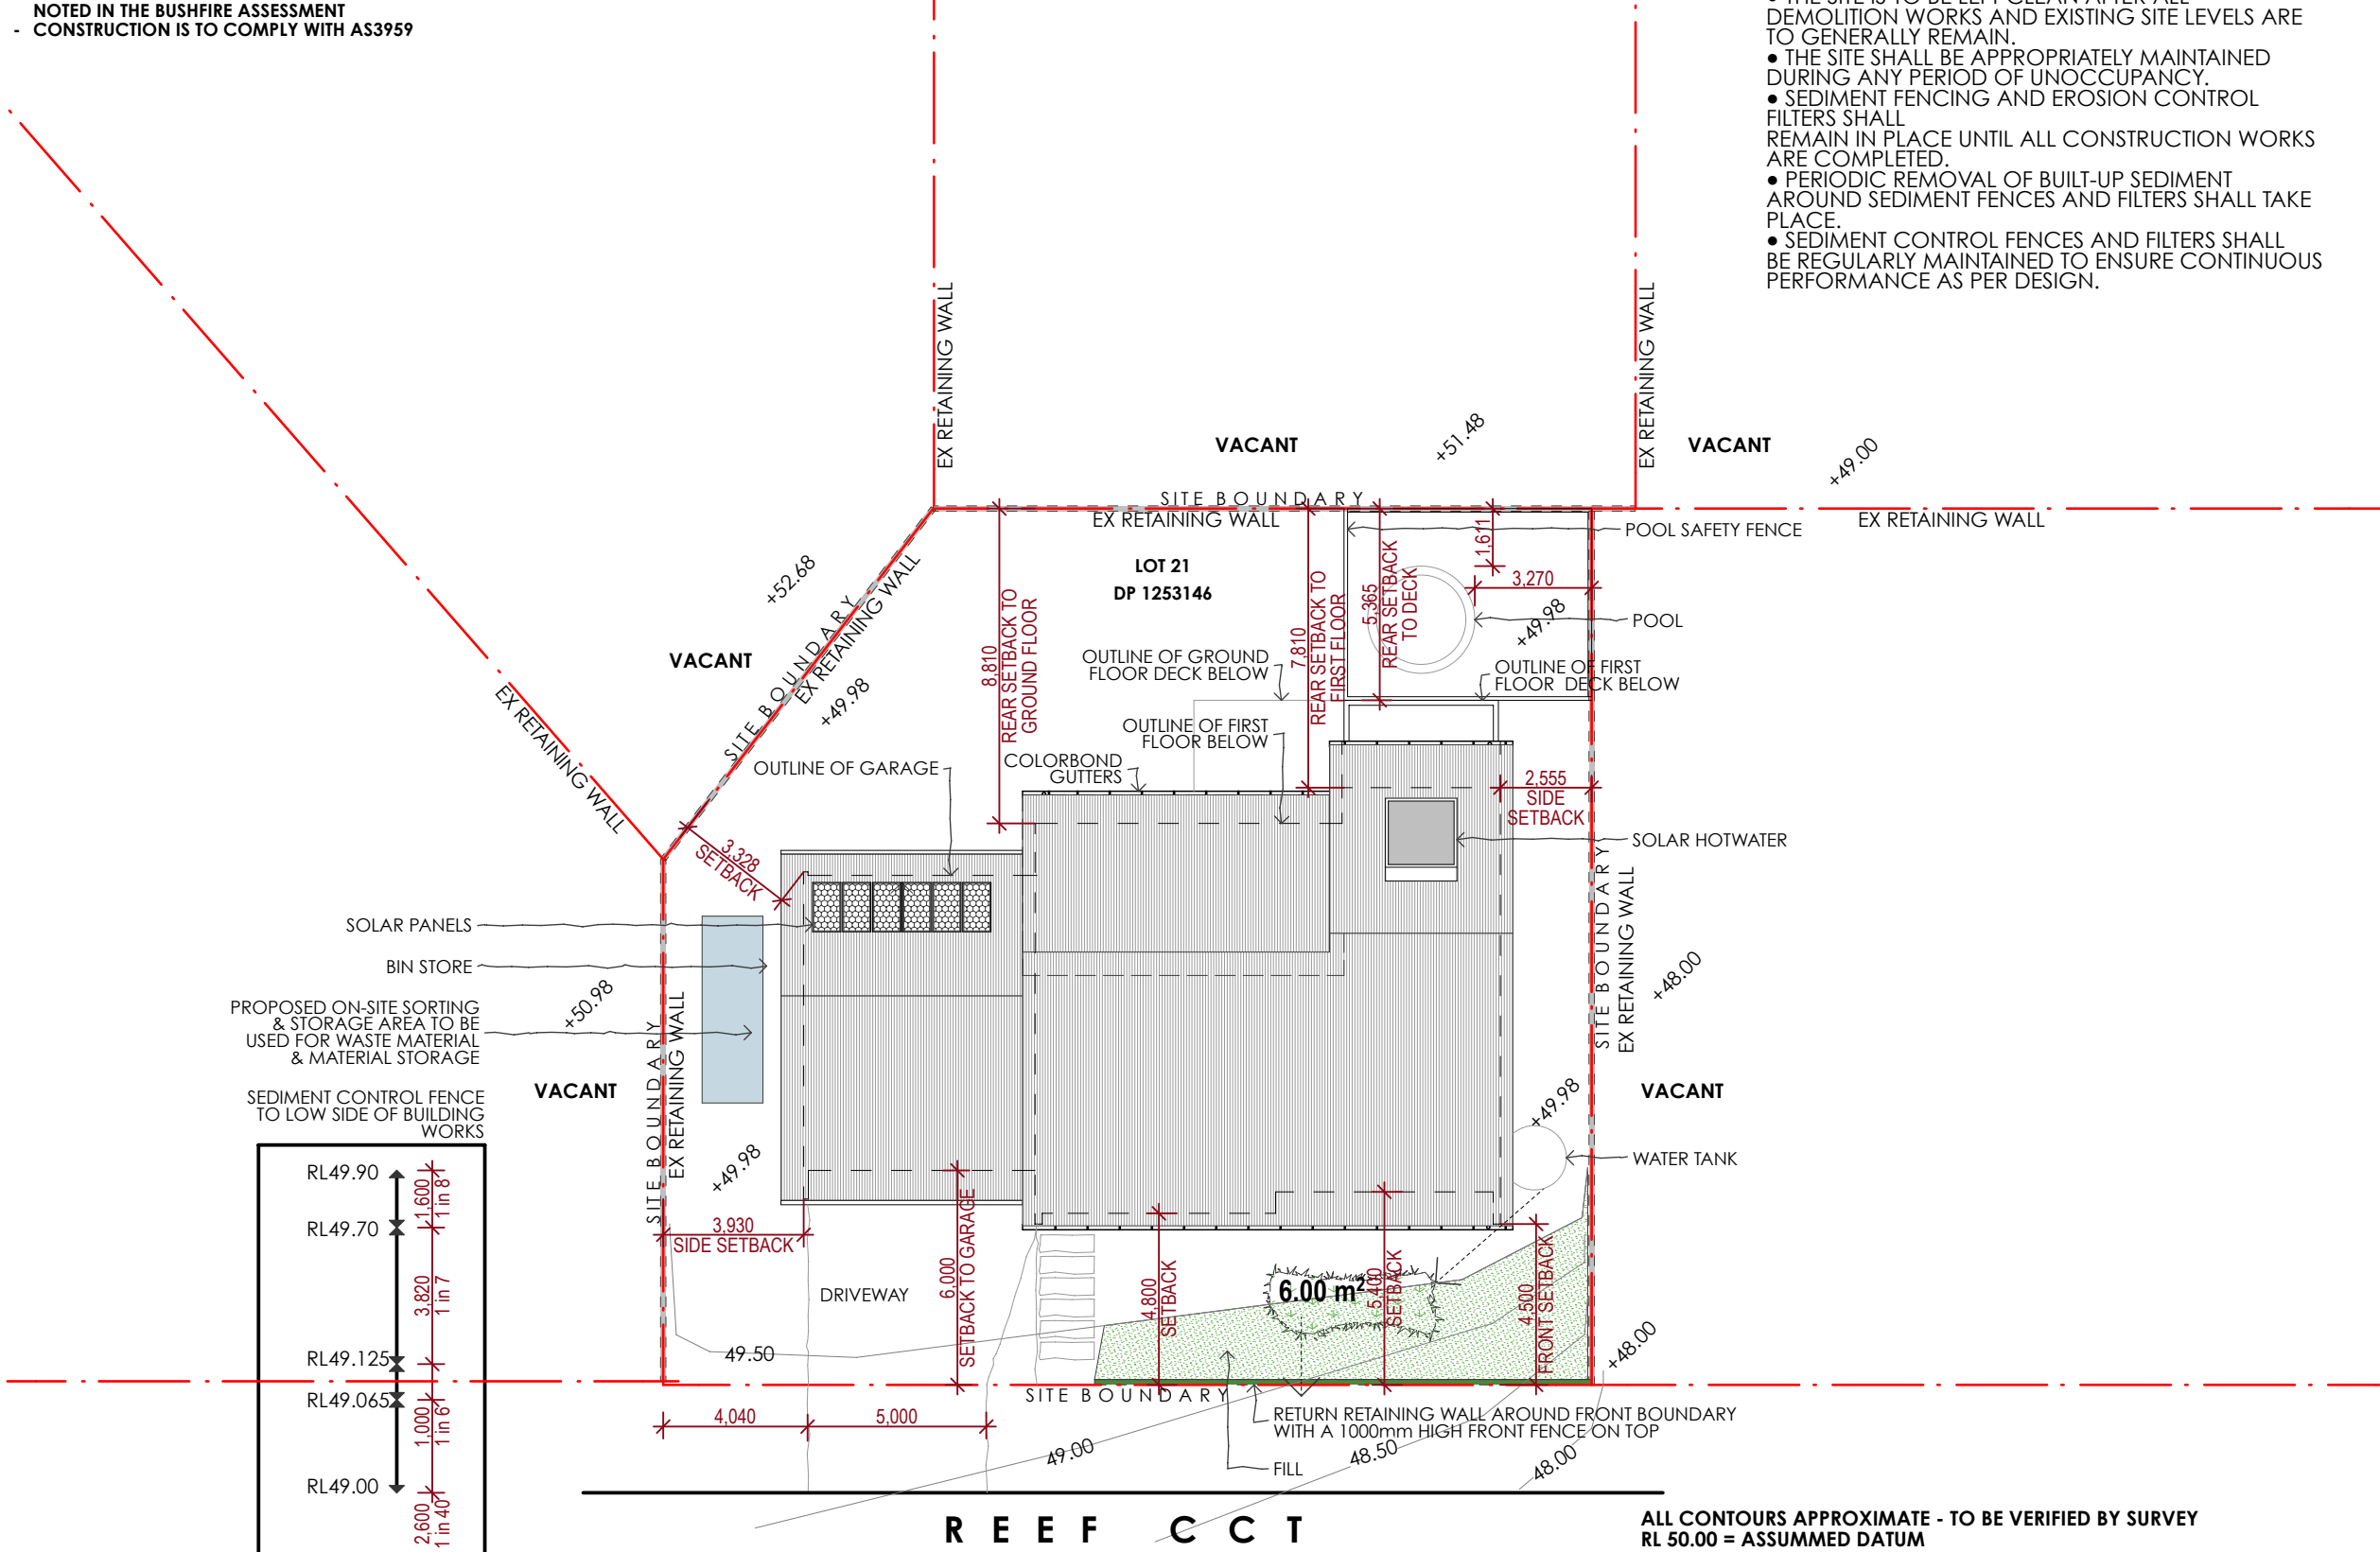 NOTED IN THE BUSHFIRE ASSESSMENT
- CONSTRUCTION IS TO COMPLY WITH AS3959
DEMOLITION WORKS AND EXISTING SITE LEVELS ARE
TO GENERALLY REMAIN.
• THE SITE SHALL BE APPROPRIATELY MAINTAINED
DURING ANY PERIOD OF UNOCCUPANCY.
• SEDIMENT FENCING AND EROSION CONTROL
FILTERS SHALL
REMAIN IN PLACE UNTIL ALL CONSTRUCTION WORKS
ARE COMPLETED.
• PERIODIC REMOVAL OF BUILT-UP SEDIMENT
AROUND SEDIMENT FENCES AND FILTERS SHALL TAKE
PLACE.
• SEDIMENT CONTROL FENCES AND FILTERS SHALL
BE REGULARLY MAINTAINED TO ENSURE CONTINUOUS
PERFORMANCE AS PER DESIGN.
EX RETAINING WALL
EX RETAINING WALL
VACANT
+51.48
VACANT
+49.00
SITE BOUNDARY
EX RETAINING WALL
EX RETAINING WALL
POOL SAFETY FENCE
1,611
3,270
+49.98
POOL
LOT 21
DP 1253146
+52.68
VACANT
SITE BOUNDARY
EX RETAINING WALL
+49.98
EX RETAINING WALL
8,810
REAR SETBACK TO
GROUND FLOOR
7,810
REAR SETBACK TO
FIRST FLOOR
5,365
REAR SETBACK
TO DECK
OUTLINE OF GROUND
FLOOR DECK BELOW
OUTLINE OF FIRST
FLOOR DECK BELOW
OUTLINE OF FIRST
FLOOR BELOW
OUTLINE OF GARAGE
COLORBOND
GUTTERS
2,555
SIDE
SETBACK
SOLAR HOTWATER
3,328
SETBACK
SOLAR PANELS
BIN STORE
PROPOSED ON-SITE SORTING
& STORAGE AREA TO BE
USED FOR WASTE MATERIAL
& MATERIAL STORAGE
+50.98
VACANT
SITE BOUNDARY
EX RETAINING WALL
SITE BOUNDARY
EX RETAINING WALL
+48.00
VACANT
+49.98
WATER TANK
SEDIMENT CONTROL FENCE
TO LOW SIDE OF BUILDING
WORKS
RL49.90
1,600
1 in 8
RL49.70
3,820
1 in 7
RL49.125
RL49.065
1,000
1 in 6
RL49.00
2,600
1 in 40
+49.98
3,930
SIDE SETBACK
DRIVEWAY
6,000
SETBACK TO GARAGE
4,800
SETBACK
6.00 m²
5,400
SETBACK
4,500
FRONT SETBACK
+48.00
49.50
SITE BOUNDARY
4,040
5,000
RETURN RETAINING WALL AROUND FRONT BOUNDARY
WITH A 1000mm HIGH FRONT FENCE ON TOP
49.00
FILL
48.50
48.00
REEF CCT
ALL CONTOURS APPROXIMATE - TO BE VERIFIED BY SURVEY
RL 50.00 = ASSUMMED DATUM